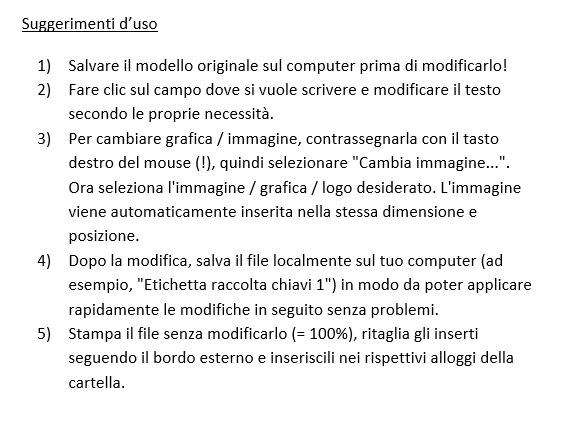 Suggerimenti d’uso
1) Salvare il modello originale sul computer prima di modificarlo!
2) Fare clic sul campo dove si vuole scrivere e modificare il testo
secondo le proprie necessità.
3) Per cambiare grafica / immagine, contrassegnarla con il tasto
destro del mouse (!), quindi selezionare "Cambia immagine...".
Ora seleziona l'immagine / grafica / logo desiderato. L'immagine
viene automaticamente inserita nella stessa dimensione e
posizione.
4) Dopo la modifica, salva il file localmente sul tuo computer (ad
esempio, "Etichetta raccolta chiavi 1") in modo da poter applicare
rapidamente le modifiche in seguito senza problemi.
5) Stampa il file senza modificarlo (= 100%), ritaglia gli inserti
seguendo il bordo esterno e inseriscili nei rispettivi alloggi della
cartella.